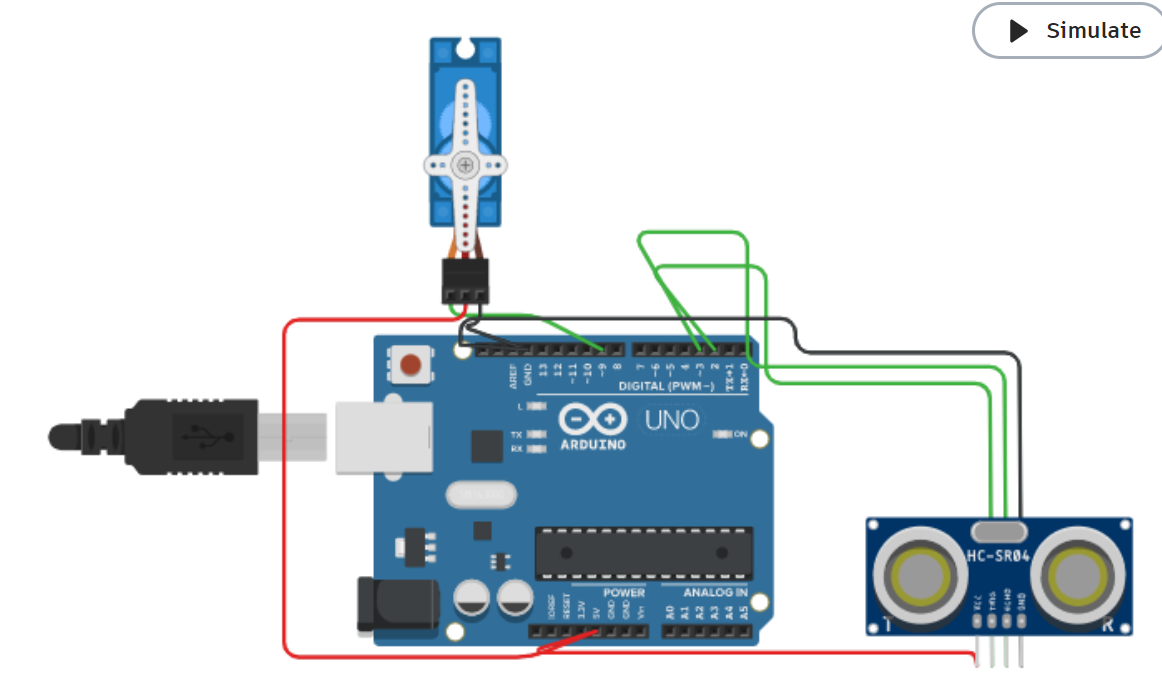 Simulate
AREF
GND
13
12
~11
~10
~9
8
7
~6
~5
4
~3
2
TX→1
RX←0
DIGITAL (PWM~)
L
TX
RX
ARDUINO
UNO
ON
HC-SR04
VCC
TRIG
ECHO
GND
T
R
POWER
ANALOG IN
IOREF
RESET
3.3V
5V
GND
GND
Vin
A0
A1
A2
A3
A4
A5